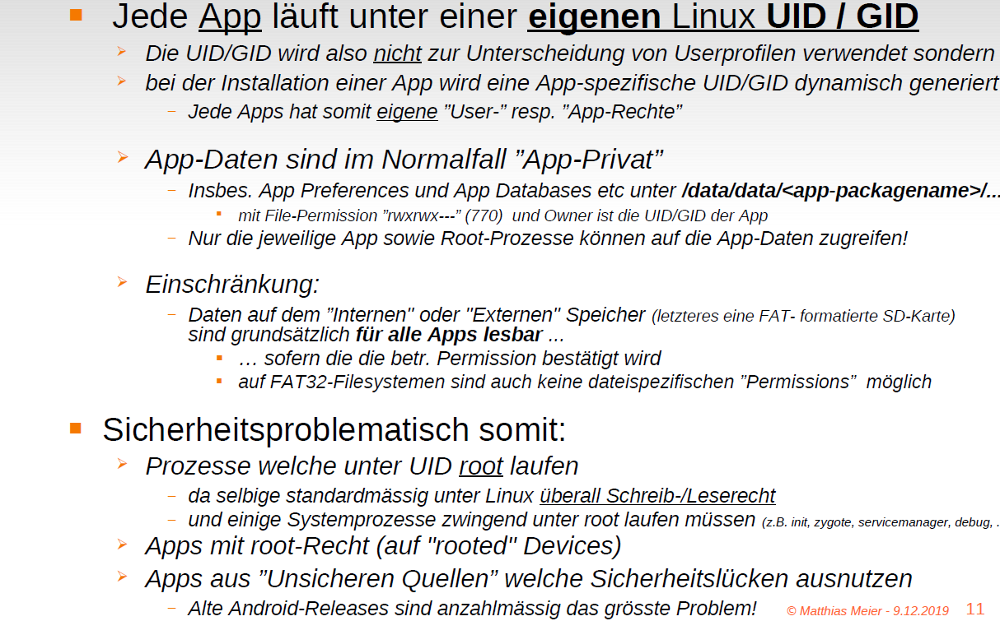 Jede App läuft unter einer eigenen Linux UID / GID
Die UID/GID wird also nicht zur Unterscheidung von Userprofilen verwendet sondern
bei der Installation einer App wird eine App-spezifische UID/GID dynamisch generiert
– Jede Apps hat somit eigene ”User-” resp. ”App-Rechte”
App-Daten sind im Normalfall ”App-Privat”
– Insbes. App Preferences und App Databases etc unter /data/data/<app-packagename>/...
mit File-Permission ”rwxrwx---” (770) und Owner ist die UID/GID der App
– Nur die jeweilige App sowie Root-Prozesse können auf die App-Daten zugreifen!
Einschränkung:
– Daten auf dem ”Internen" oder "Externen" Speicher (letzteres eine FAT- formatierte SD-Karte)
sind grundsätzlich für alle Apps lesbar ...
… sofern die die betr. Permission bestätigt wird
auf FAT32-Filesystemen sind auch keine dateispezifischen ”Permissions” möglich
Sicherheitsproblematisch somit:
Prozesse welche unter UID root laufen
– da selbige standardmässig unter Linux überall Schreib-/Leserecht
– und einige Systemprozesse zwingend unter root laufen müssen (z.B. init, zygote, servicemanager, debug, .
Apps mit root-Recht (auf "rooted" Devices)
Apps aus ”Unsicheren Quellen” welche Sicherheitslücken ausnutzen
– Alte Android-Releases sind anzahlmässig das grösste Problem!
© Matthias Meier - 9.12.2019 11